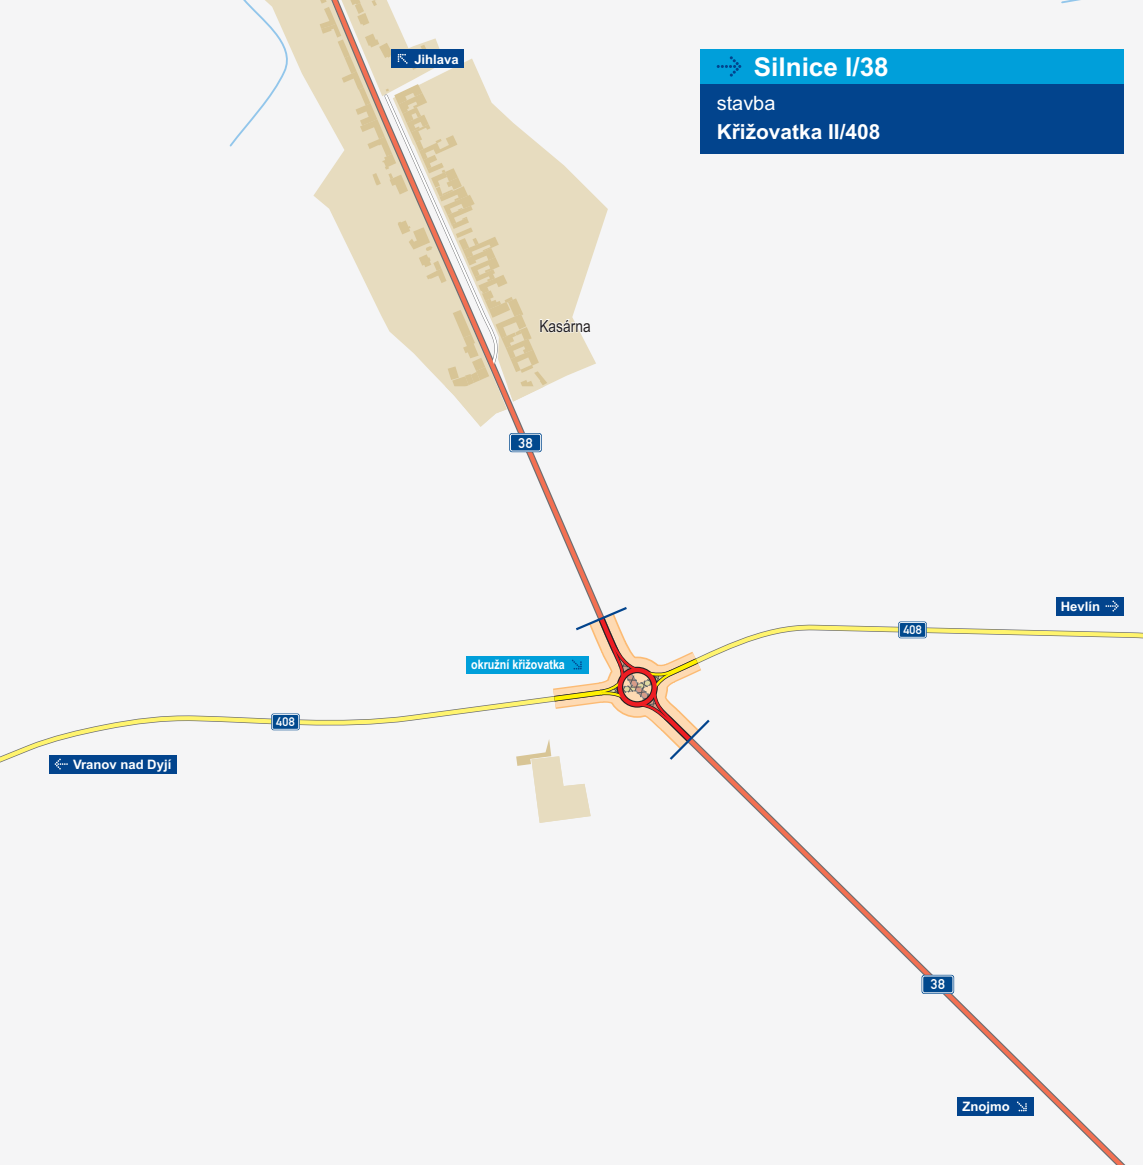 Jihlava
Silnice I/38
stavba
Křižovatka II/408
Kasárna
38
Hevlín
408
okružní křižovatka
408
Vranov nad Dyjí
38
Znojmo